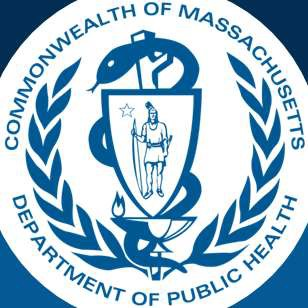 COMMONWEALTH OF MASSACHUSETTS
DEPARTMENT OF PUBLIC HEALTH